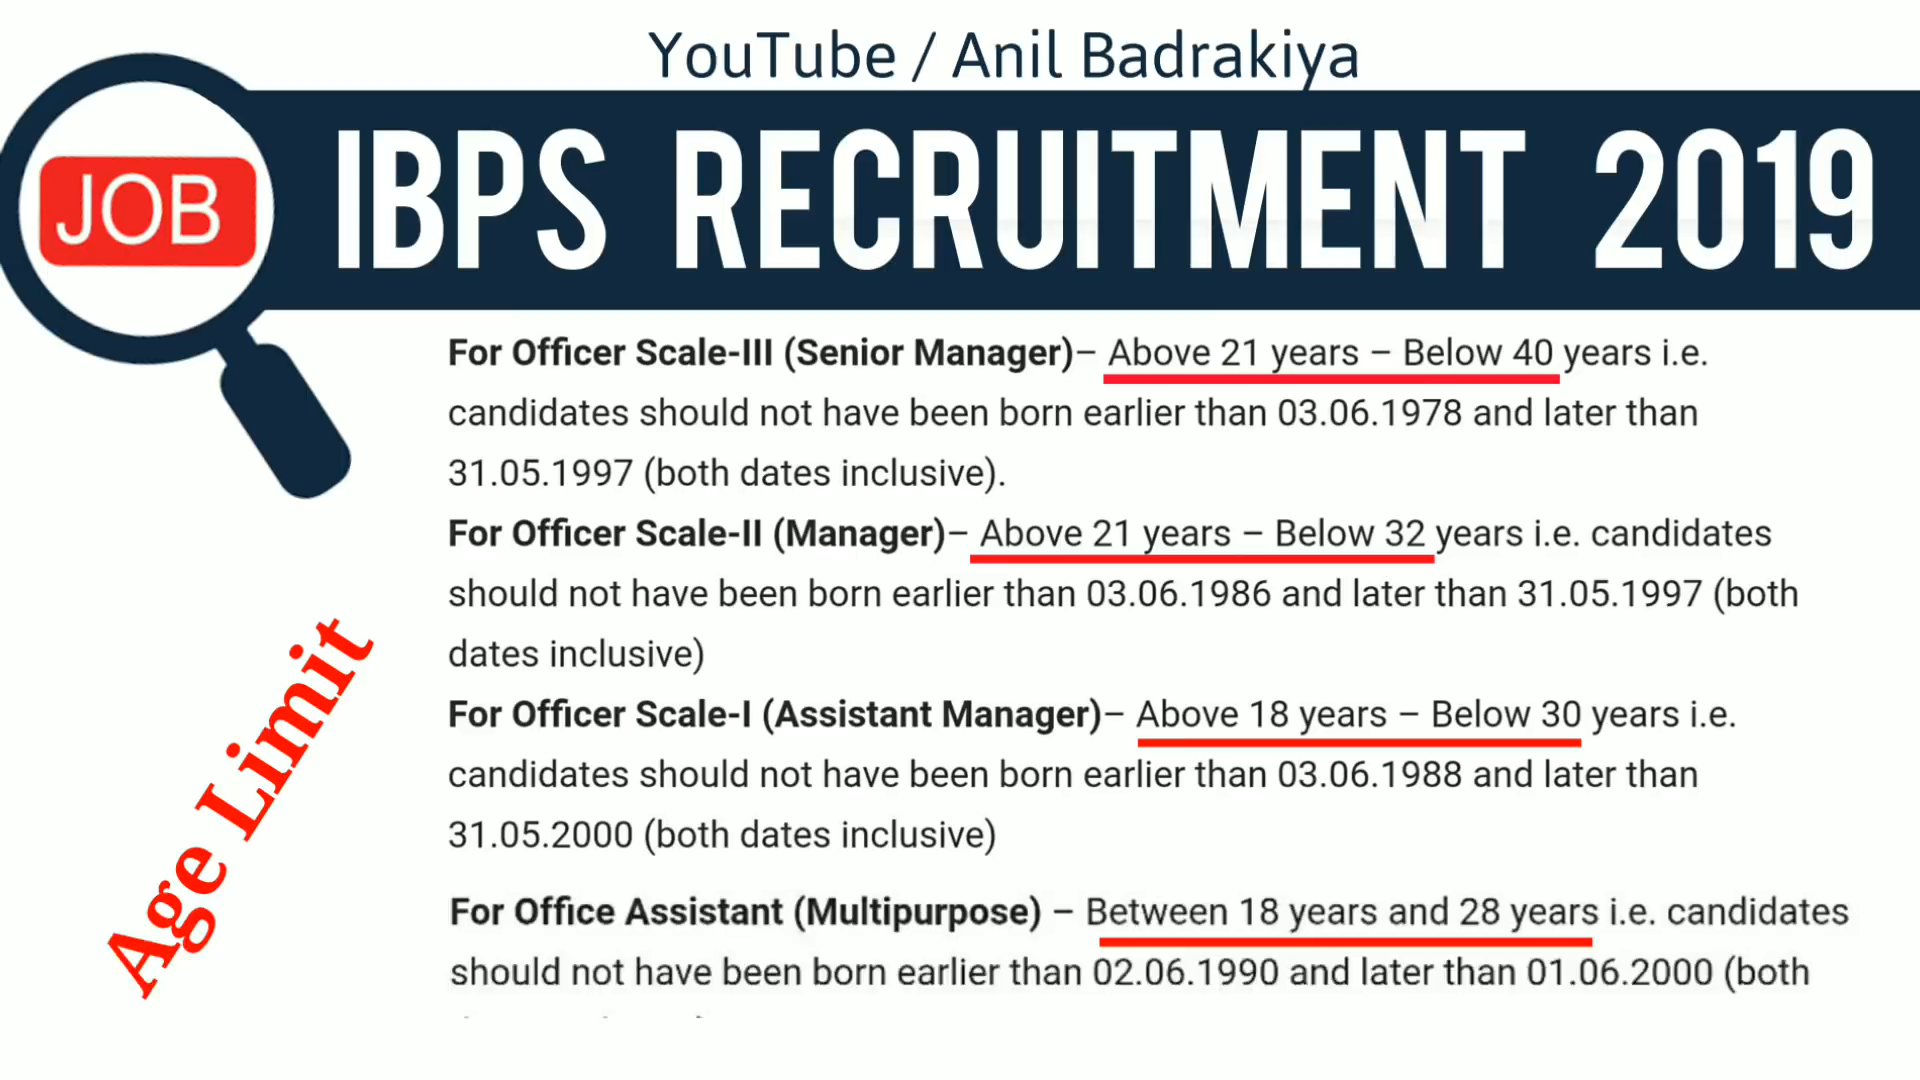 YouTube / Anil Badrakiya
JOB
IBPS RECRUITMENT 2019
For Officer Scale-III (Senior Manager)– Above 21 years – Below 40 years i.e.
candidates should not have been born earlier than 03.06.1978 and later than
31.05.1997 (both dates inclusive).
For Officer Scale-II (Manager)– Above 21 years – Below 32 years i.e. candidates
should not have been born earlier than 03.06.1986 and later than 31.05.1997 (both
dates inclusive)
For Officer Scale-I (Assistant Manager)– Above 18 years – Below 30 years i.e.
candidates should not have been born earlier than 03.06.1988 and later than
31.05.2000 (both dates inclusive)
For Office Assistant (Multipurpose) – Between 18 years and 28 years i.e. candidates
should not have been born earlier than 02.06.1990 and later than 01.06.2000 (both
Age Limit